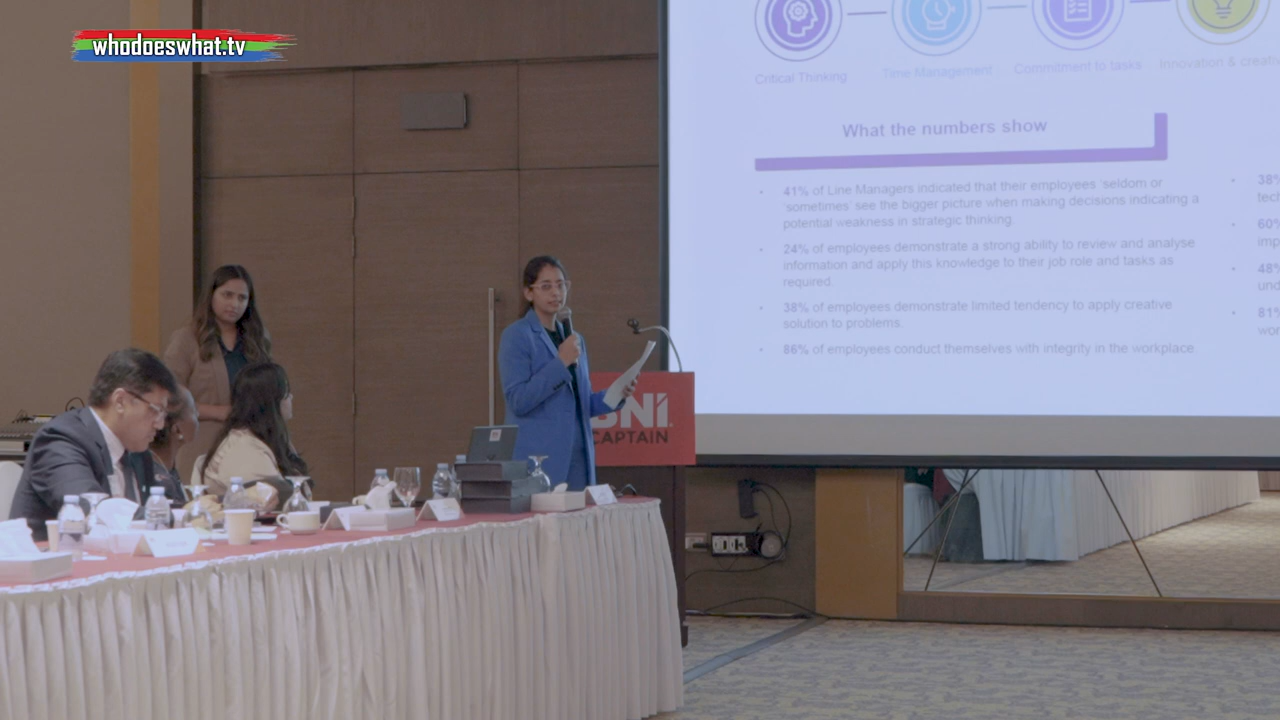 whodoeswhat.tv
Critical Thinking
Time Management
Commitment to tasks
Innovation &
What the numbers show
41% of Line Managers indicated that their employees 'seldom or
'sometimes' see the bigger picture when making decisions indicating a
potential weakness in strategic thinking.
24% of employees demonstrate a strong ability to review and analyse
information and apply this knowledge to their job role and tasks as
required.
38% of employees demonstrate limited tendency to apply creative
solution to problems.
86% of employees conduct themselves with integrity in the workplace.
38%
60%
48%
81%
BNI
CAPTAIN